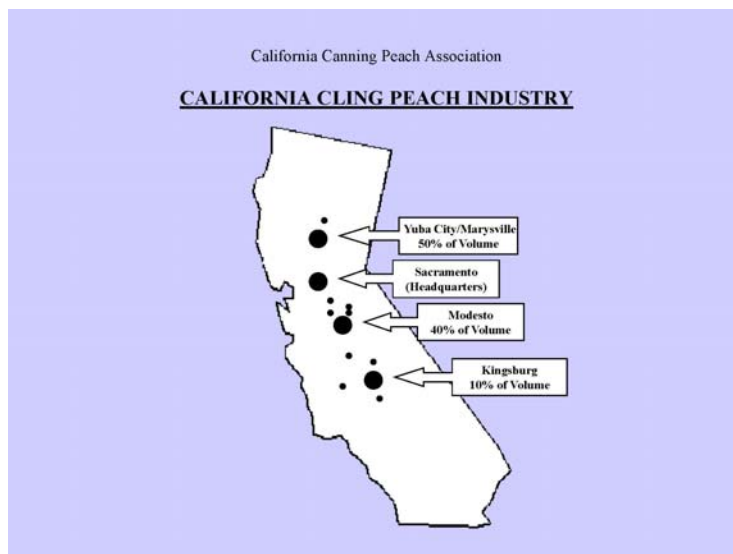 California Canning Peach Association
CALIFORNIA CLING PEACH INDUSTRY
Yuba City/Marysville
50% of Volume
Sacramento
(Headquarters)
Modesto
40% of Volume
Kingsburg
10% of Volume